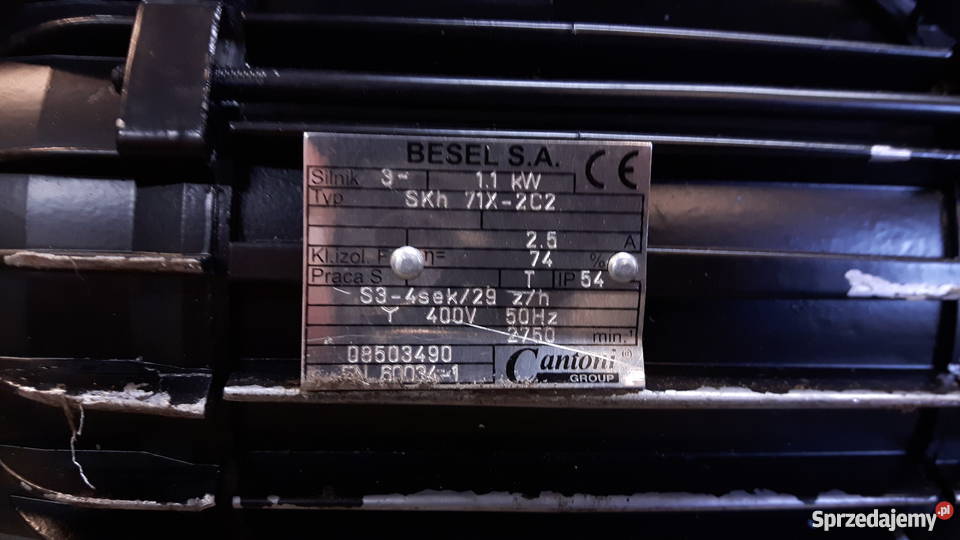 BESEL S.A.
CE
Silnik 3~ 1.1 kW
Typ SKh 71X-2C2
2.5 A
Kl.izol. F η= 74 %
Praca S T IP 54
S3-4sek/29 z/h
Y 400V 50Hz
2750 min.¹
08503490
EN 60034-1
Cantoni (R)
GROUP
Sprzedajemy.pl